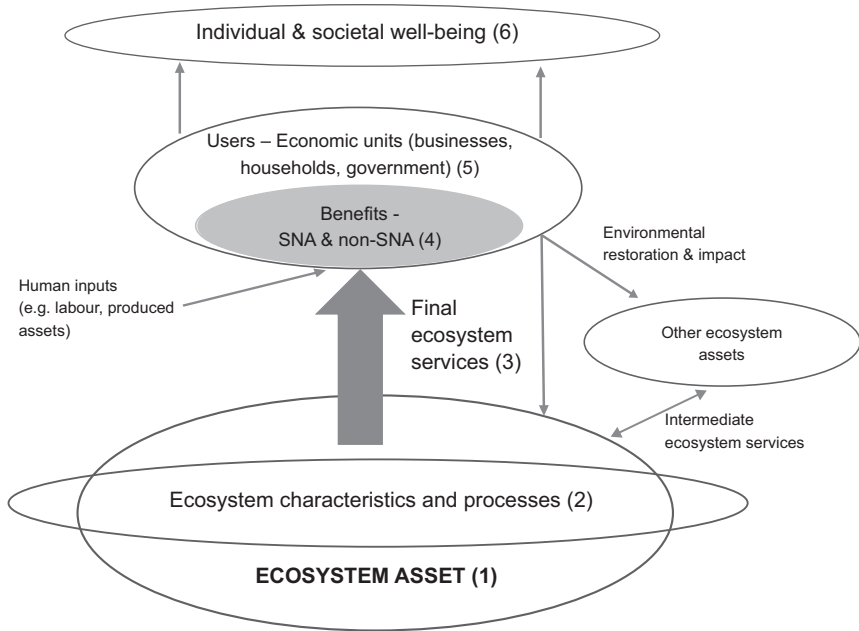 Individual & societal well-being (6)
Users – Economic units (businesses,
households, government) (5)
Benefits -
SNA & non-SNA (4)
Environmental
restoration & impact
Human inputs
(e.g. labour, produced
assets)
Final
ecosystem
services (3)
Other ecosystem
assets
Intermediate
ecosystem services
Ecosystem characteristics and processes (2)
ECOSYSTEM ASSET (1)